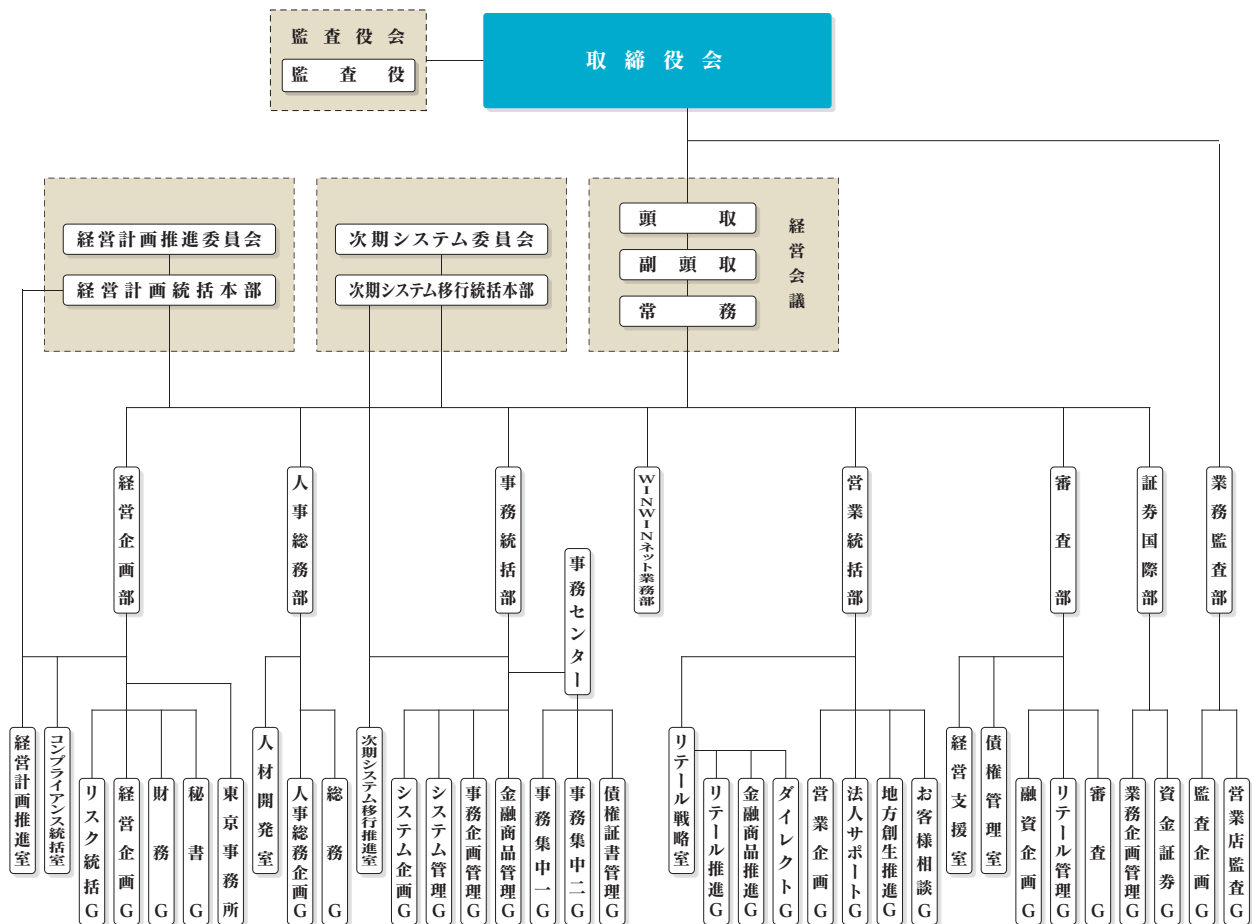 監査役会
監査役
取締役会
経営計画推進委員会
経営計画統括本部
次期システム委員会
次期システム移行統括本部
頭取
副頭取
常務
経営会議
経営企画部
人事総務部
事務統括部
事務センター
WINWINネット業務部
営業統括部
審査部
証券国際部
業務監査部
経営計画推進室
コンプライアンス統括室
リスク統括G
経営企画G
財務G
秘書G
東京事務所
人材開発室
人事総務企画G
総務G
次期システム移行推進室
システム企画G
システム管理G
事務企画管理G
金融商品管理G
事務集中一G
事務集中二G
債権証書管理G
リテール戦略室
リテール推進G
金融商品推進G
ダイレクトG
営業企画G
法人サポートG
地方創生推進G
お客様相談G
経営支援室
債権管理室
融資企画G
リテール管理G
審査G
業務企画管理G
資金証券G
監査企画G
営業店監査G